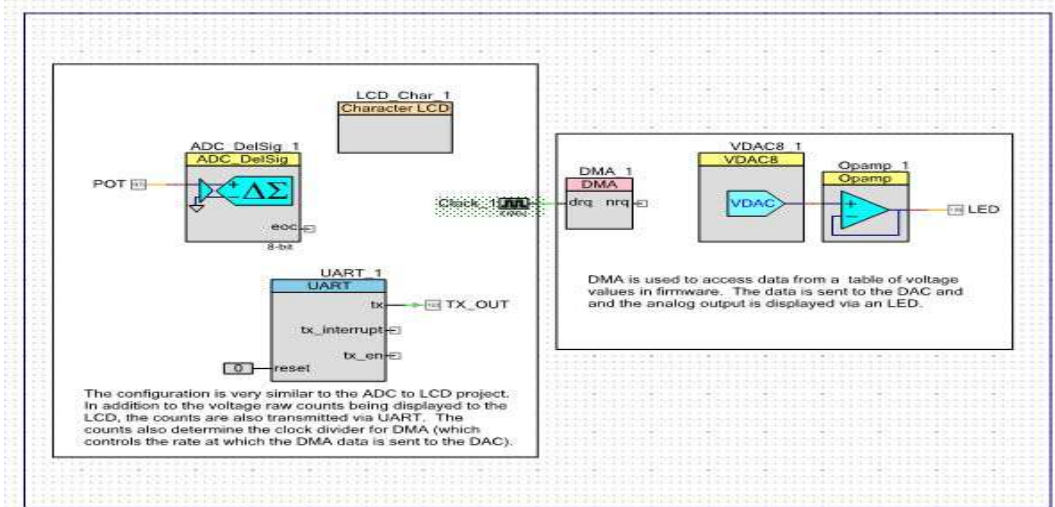 LCD_Char_1
Character LCD
ADC_DelSig_1
ADC_DelSig
POT
ΔΣ
eoc
8-bit
UART_1
UART
tx
TX_OUT
tx_interrupt
tx_en
0
reset
The configuration is very similar to the ADC to LCD project.
In addition to the voltage raw counts being displayed to the
LCD, the counts are also transmitted via UART. The
counts also determine the clock divider for DMA (which
controls the rate at which the DMA data is sent to the DAC).
Clock_1
DMA_1
DMA
drq nrq
VDAC8_1
VDAC8
VDAC
Opamp_1
Opamp
LED
DMA is used to access data from a table of voltage
values in firmware. The data is sent to the DAC and
and the analog output is displayed via an LED.